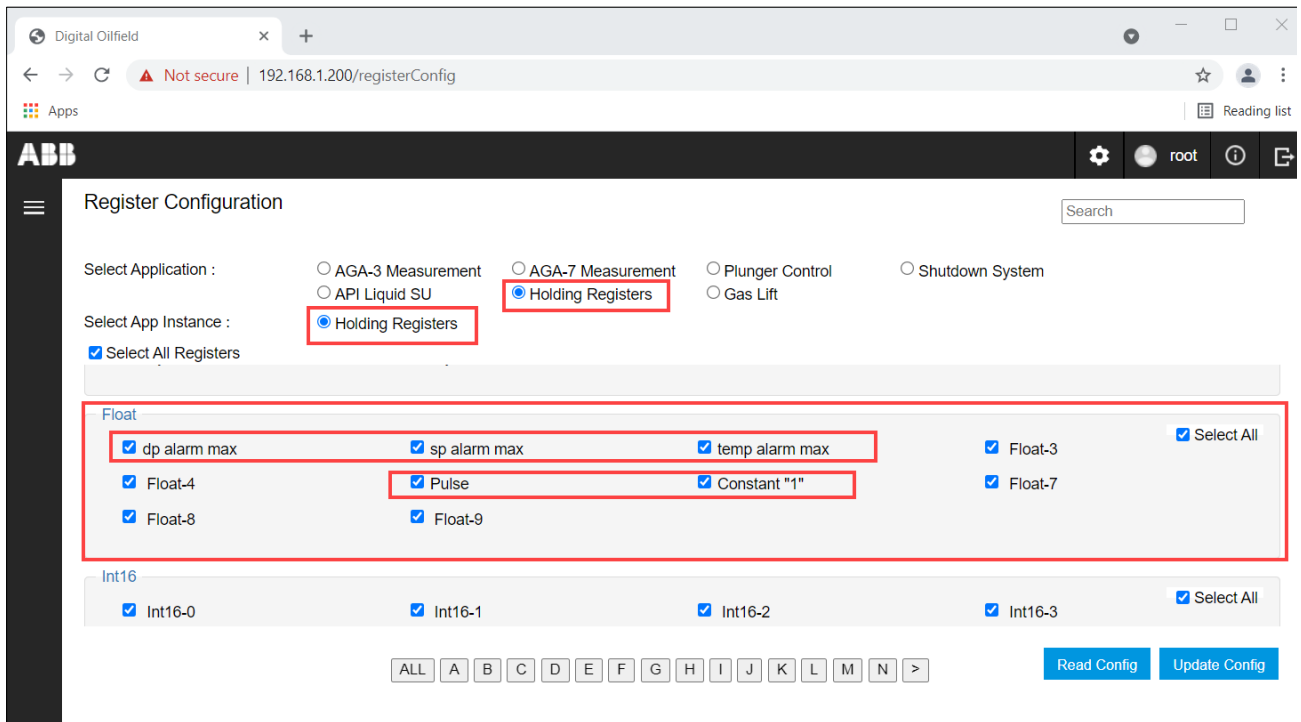 Digital Oilfield
Not secure | 192.168.1.200/registerConfig
Apps
Reading list
ABB
root
Register Configuration
Search
Select Application :
AGA-3 Measurement
AGA-7 Measurement
Plunger Control
Shutdown System
API Liquid SU
Holding Registers
Gas Lift
Select App Instance :
Holding Registers
Select All Registers
Float
Select All
dp alarm max
sp alarm max
temp alarm max
Float-3
Float-4
Pulse
Constant "1"
Float-7
Float-8
Float-9
Int16
Select All
Int16-0
Int16-1
Int16-2
Int16-3
ALL A B C D E F G H I J K L M N >
Read Config
Update Config